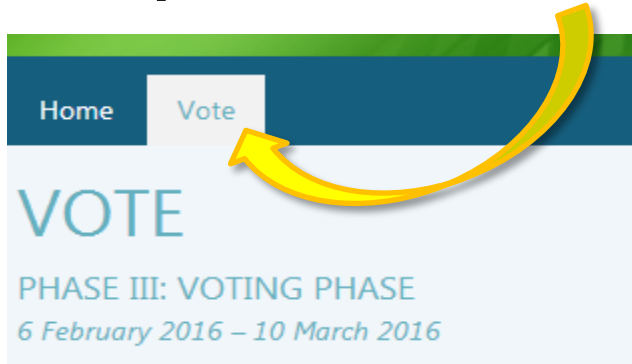 Home Vote
VOTE
PHASE III: VOTING PHASE
6 February 2016 – 10 March 2016